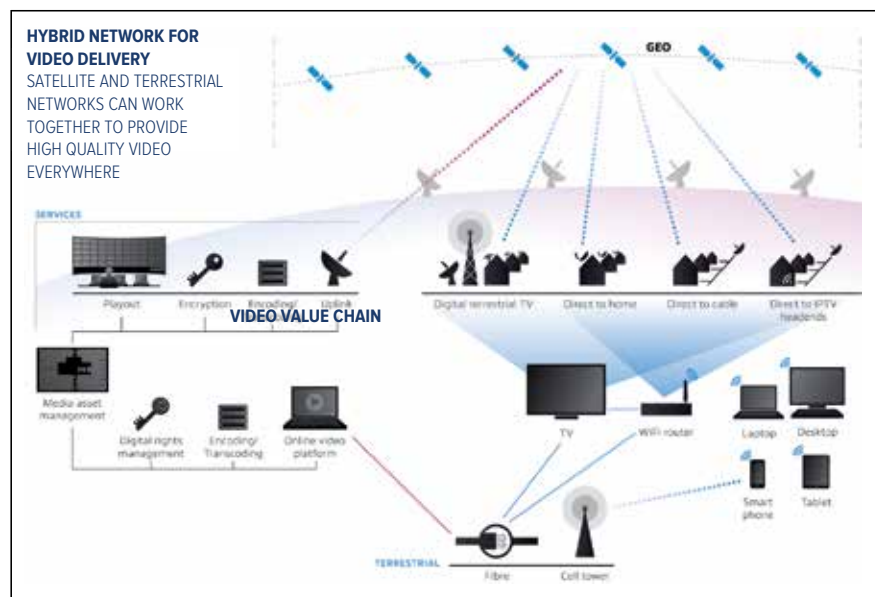 HYBRID NETWORK FOR
VIDEO DELIVERY
SATELLITE AND TERRESTRIAL
NETWORKS CAN WORK
TOGETHER TO PROVIDE
HIGH QUALITY VIDEO
EVERYWHERE
GEO
SERVICES
Playout
Encryption
Encoding/
Uplink
Digital terrestrial TV
Direct to home
Direct to cable
Direct to IPTV
headends
VIDEO VALUE CHAIN
Media asset
management
Digital rights
management
Encoding/
Transcoding
Online video
platform
TV
WiFi router
Laptop
Desktop
Smart
phone
Tablet
TERRESTRIAL
Fibre
Cell tower